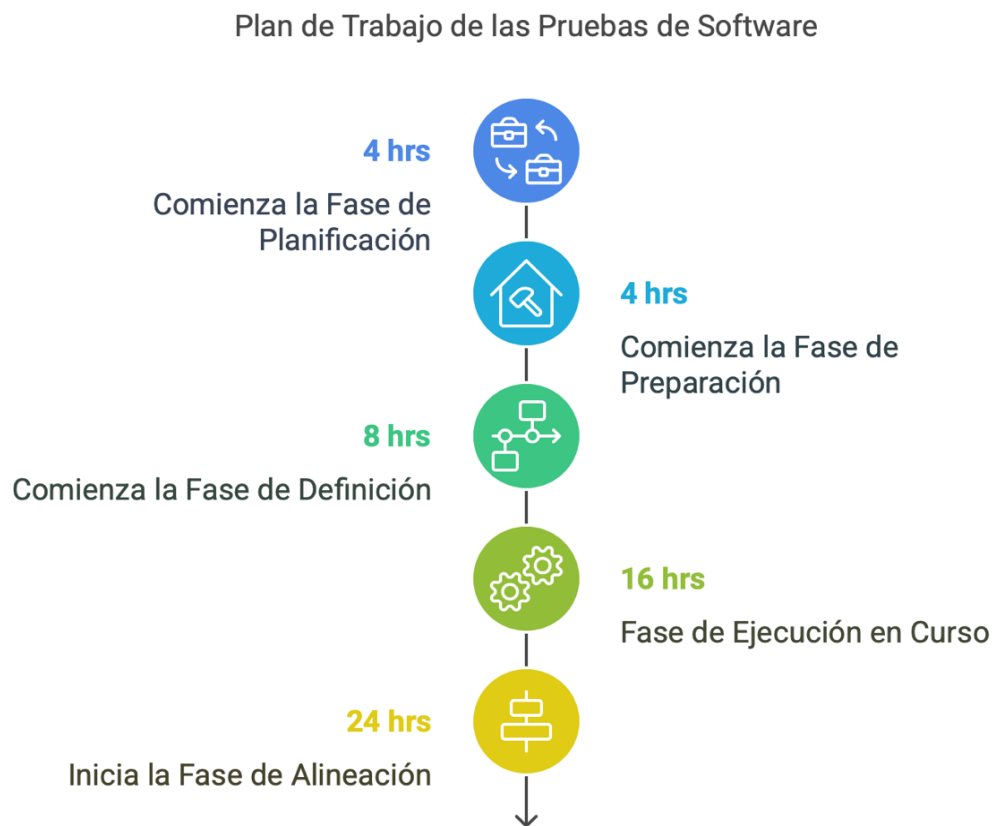 Plan de Trabajo de las Pruebas de Software
4 hrs
Comienza la Fase de
Planificación
4 hrs
Comienza la Fase de
Preparación
8 hrs
Comienza la Fase de Definición
16 hrs
Fase de Ejecución en Curso
24 hrs
Inicia la Fase de Alineación